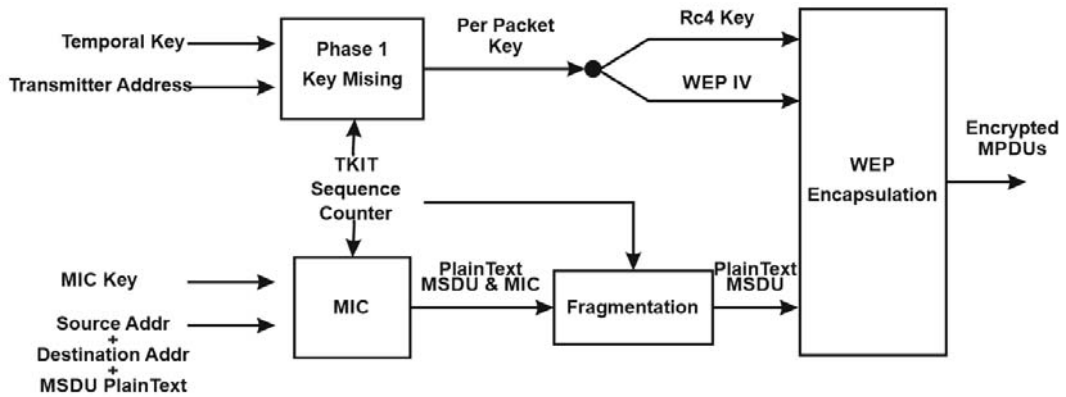 Temporal Key
Transmitter Address
Phase 1
Key Mising
Per Packet
Key
Rc4 Key
WEP IV
WEP
Encapsulation
Encrypted
MPDUs
TKIT
Sequence
Counter
MIC Key
Source Addr
+
Destination Addr
+
MSDU PlainText
MIC
PlainText
MSDU & MIC
Fragmentation
PlainText
MSDU